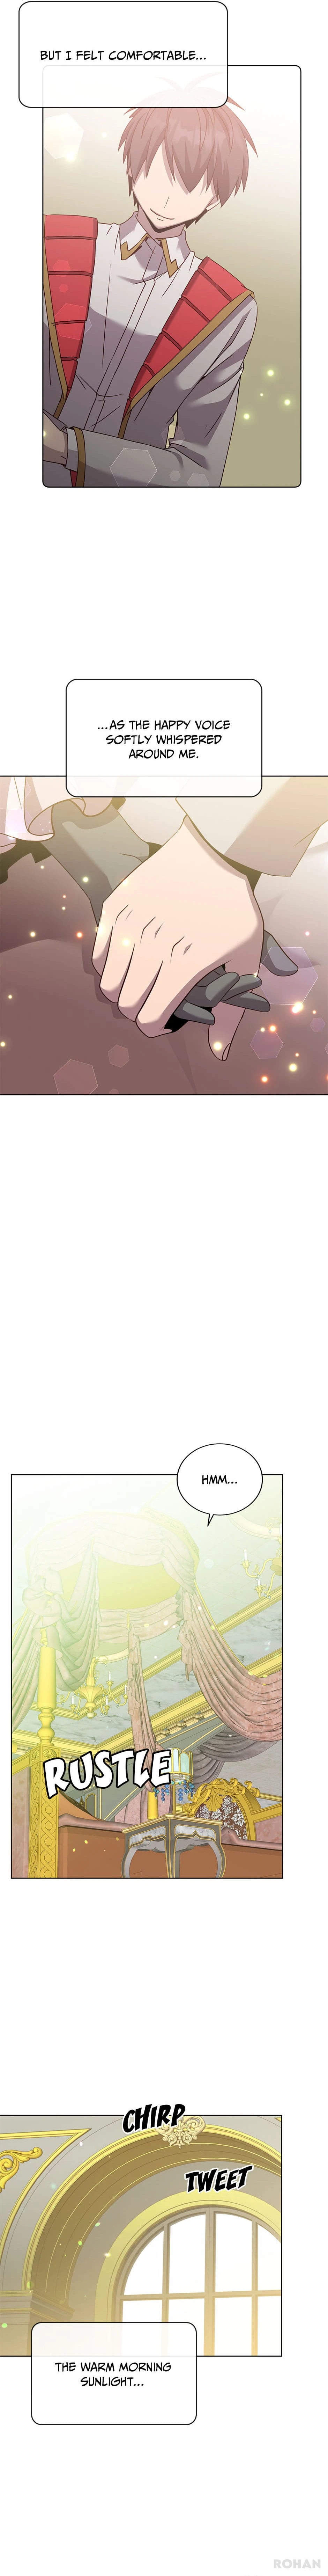 BUT I FELT COMFORTABLE...
...AS THE HAPPY VOICE
SOFTLY WHISPERED
AROUND ME.
HMM...
RUSTLE
CHIRP
TWEET
THE WARM MORNING
SUNLIGHT...
ROHAN